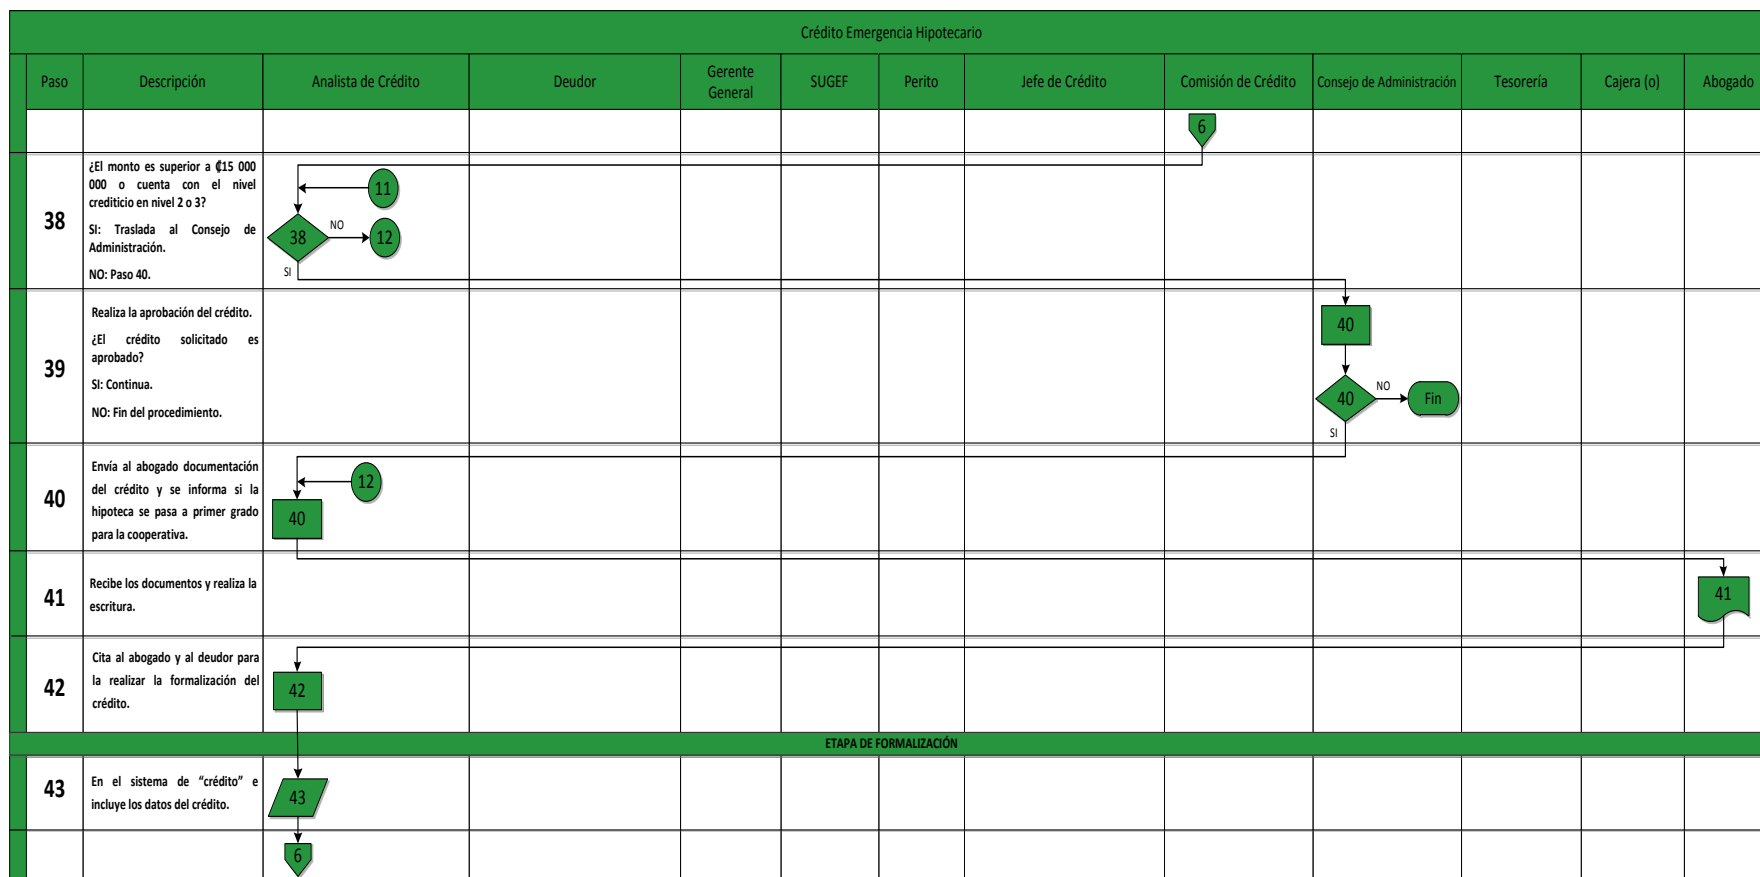 Crédito Emergencia Hipotecario
Paso
Descripción
Analista de Crédito
Deudor
Gerente
General
SUGEF
Perito
Jefe de Crédito
Comisión de Crédito
Consejo de Administración
Tesorería
Cajera (o)
Abogado
6
38
¿El monto es superior a ₡15 000
000 o cuenta con el nivel
crediticio en nivel 2 o 3?
SI: Traslada al Consejo de
Administración.
NO: Paso 40.
11
38
NO
12
SI
39
Realiza la aprobación del crédito.
¿El crédito solicitado es
aprobado?
SI: Continua.
NO: Fin del procedimiento.
40
40
NO
Fin
SI
40
Envía al abogado documentación
del crédito y se informa si la
hipoteca se pasa a primer grado
para la cooperativa.
12
40
41
Recibe los documentos y realiza la
escritura.
41
42
Cita al abogado y al deudor para
la realizar la formalización del
crédito.
42
ETAPA DE FORMALIZACIÓN
43
En el sistema de “crédito” e
incluye los datos del crédito.
43
6